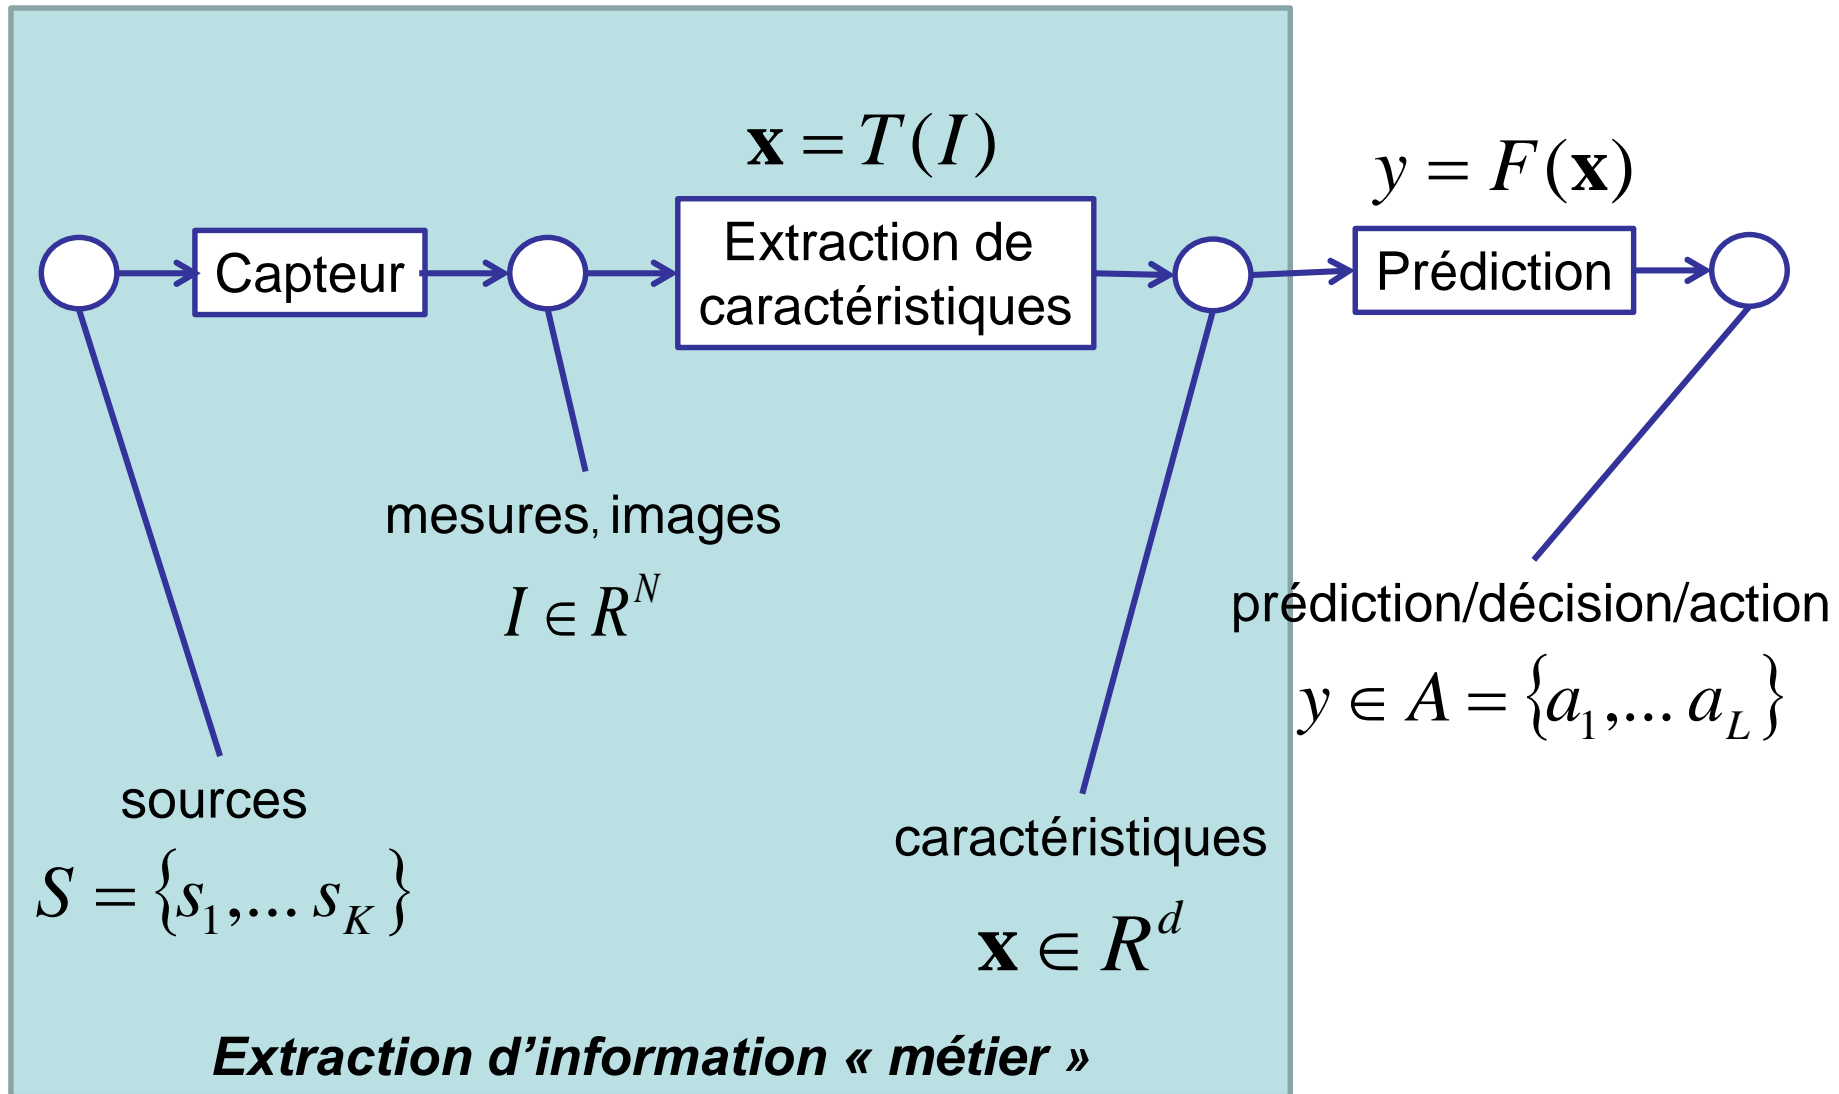 x = T(I)
y = F(x)
Capteur
Extraction de
caractéristiques
Prédiction
mesures, images
I ∈ R^N
prédiction/décision/action
y ∈ A = {a_1,... a_L}
sources
S = {s_1,... s_K}
caractéristiques
x ∈ R^d
Extraction d’information « métier »